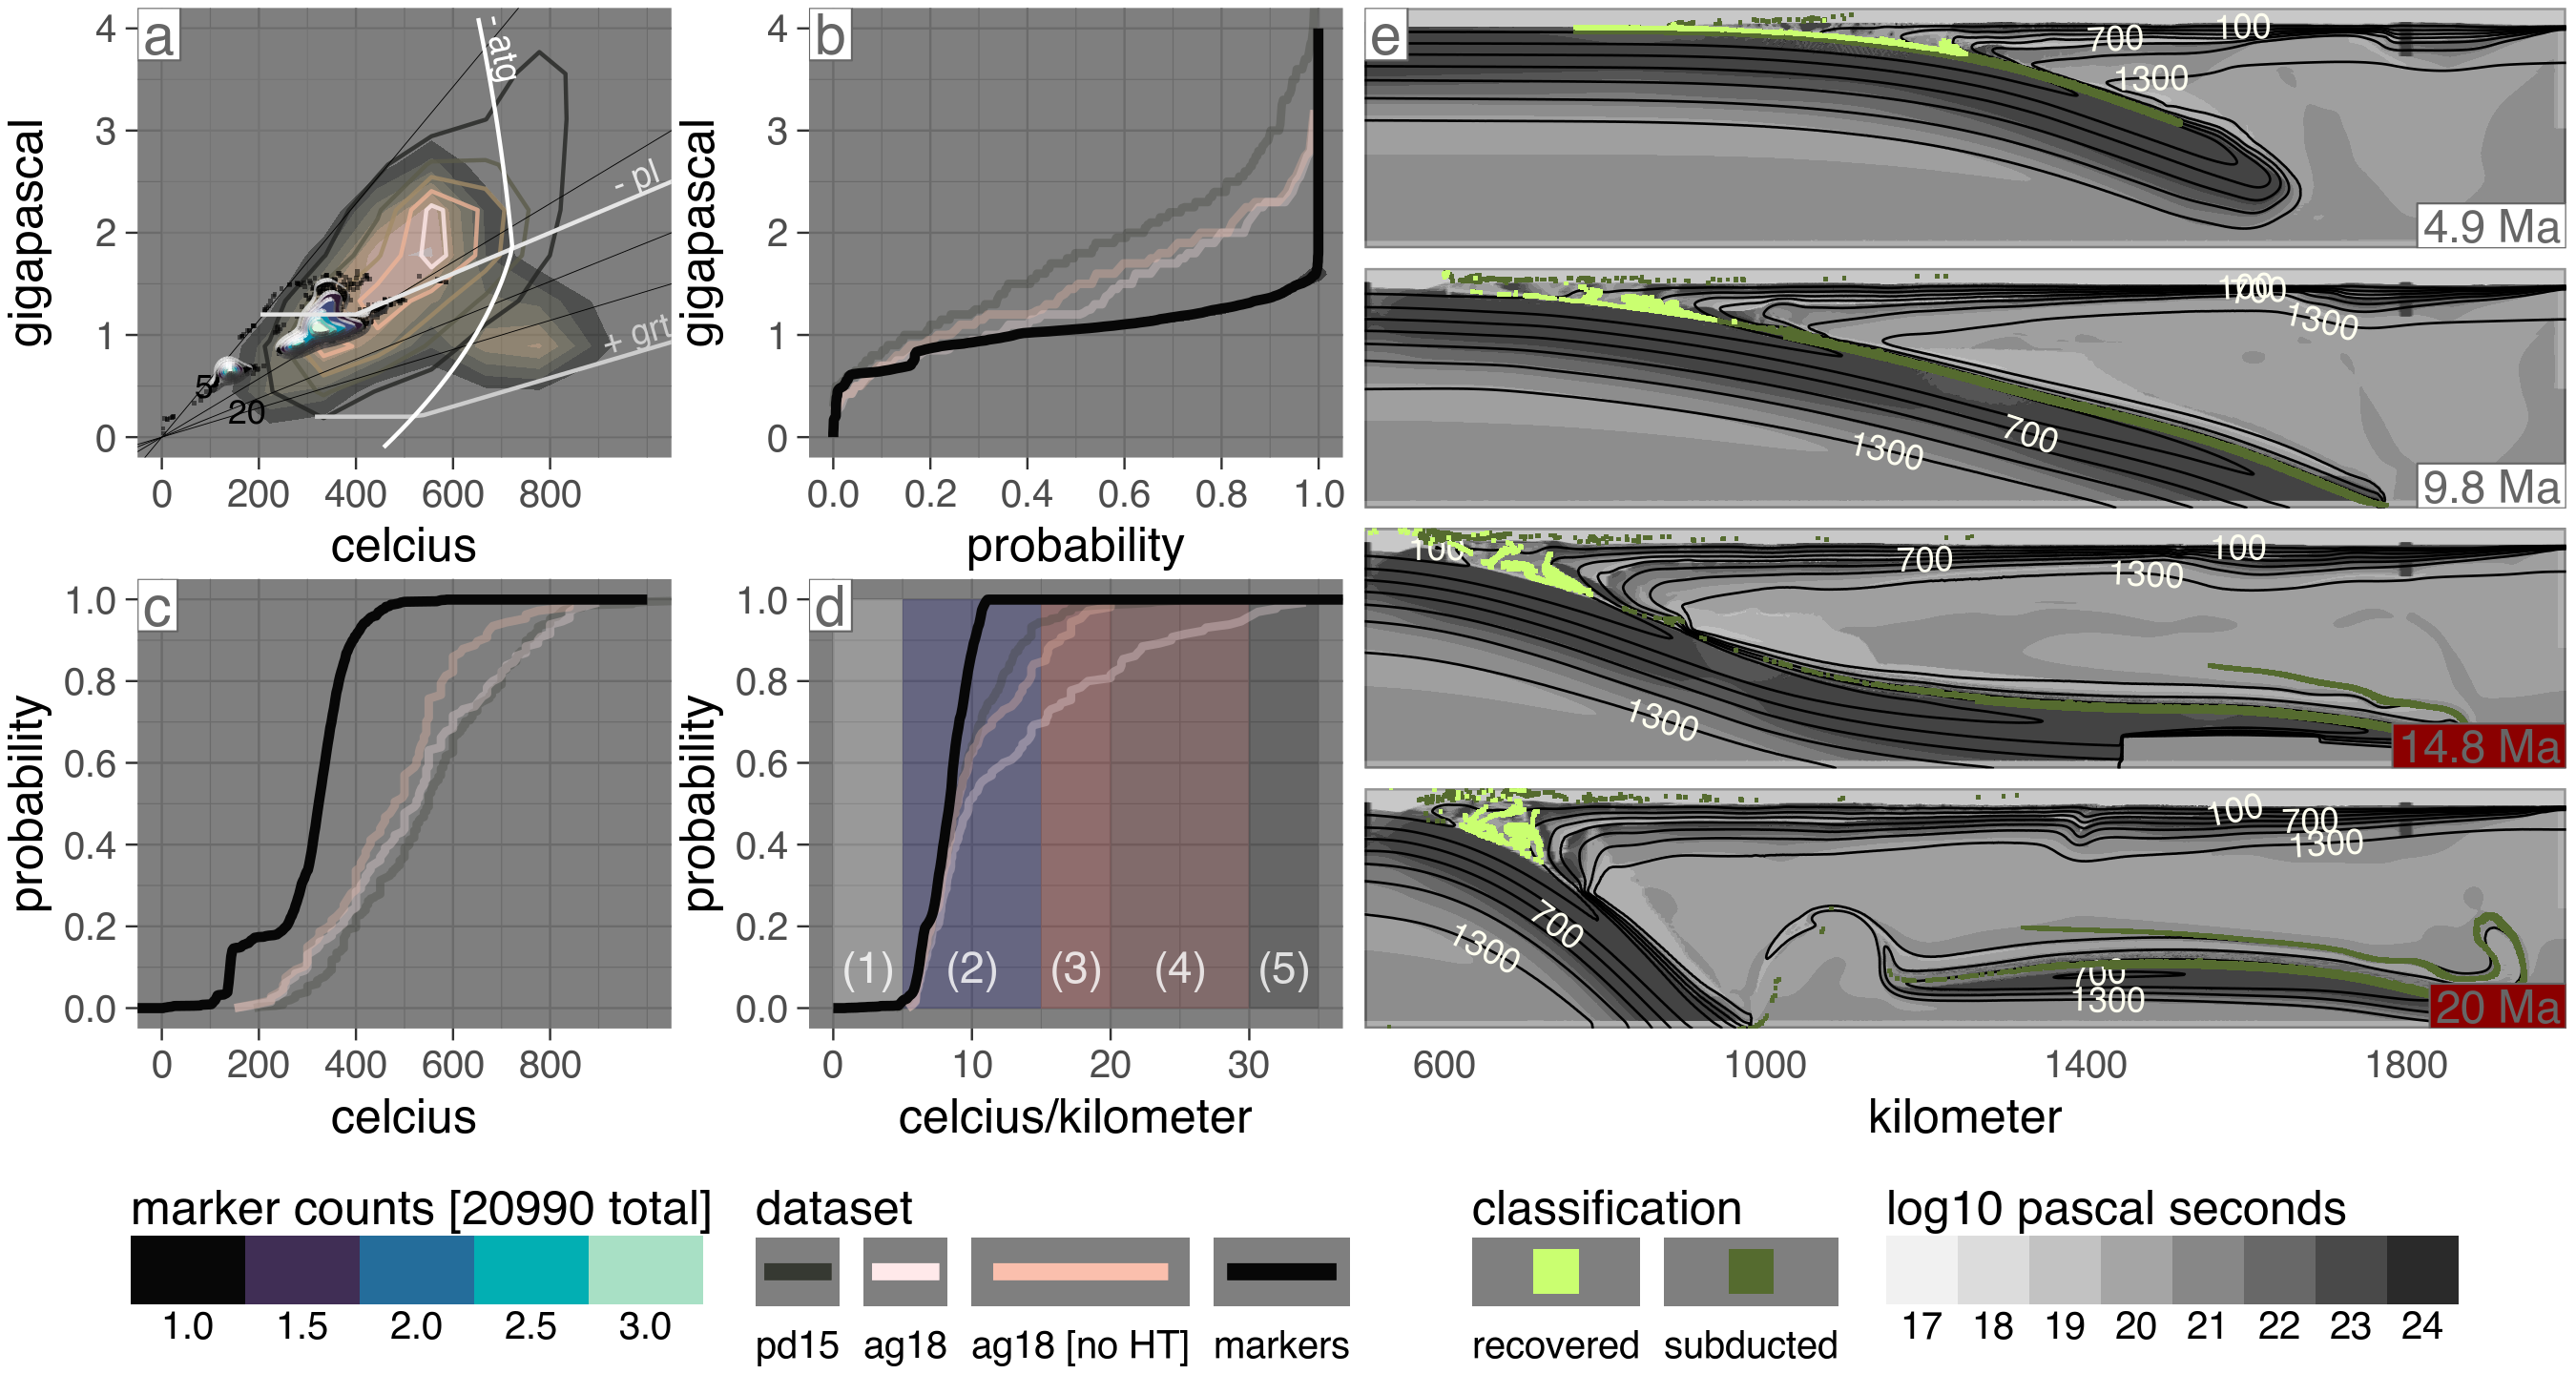 a
- atg
- pl
+ grt
5
20
4
3
2
1
0
gigapascal
0 200 400 600 800
celcius
b
4
3
2
1
0
gigapascal
0.0 0.2 0.4 0.6 0.8 1.0
probability
c
1.0
0.8
0.6
0.4
0.2
0.0
probability
0 200 400 600 800
celcius
d
1.0
0.8
0.6
0.4
0.2
0.0
probability
(1) (2) (3) (4) (5)
0 10 20 30
celcius/kilometer
e
700 100
1300
4.9 Ma
100
1300
700
1300
9.8 Ma
100 700 100
1300
1300
14.8 Ma
100
700
1300
700
1300
700
1300
20 Ma
600 1000 1400 1800
kilometer
marker counts [20990 total]
1.0 1.5 2.0 2.5 3.0
dataset
pd15 ag18 ag18 [no HT] markers
classification
recovered subducted
log10 pascal seconds
17 18 19 20 21 22 23 24